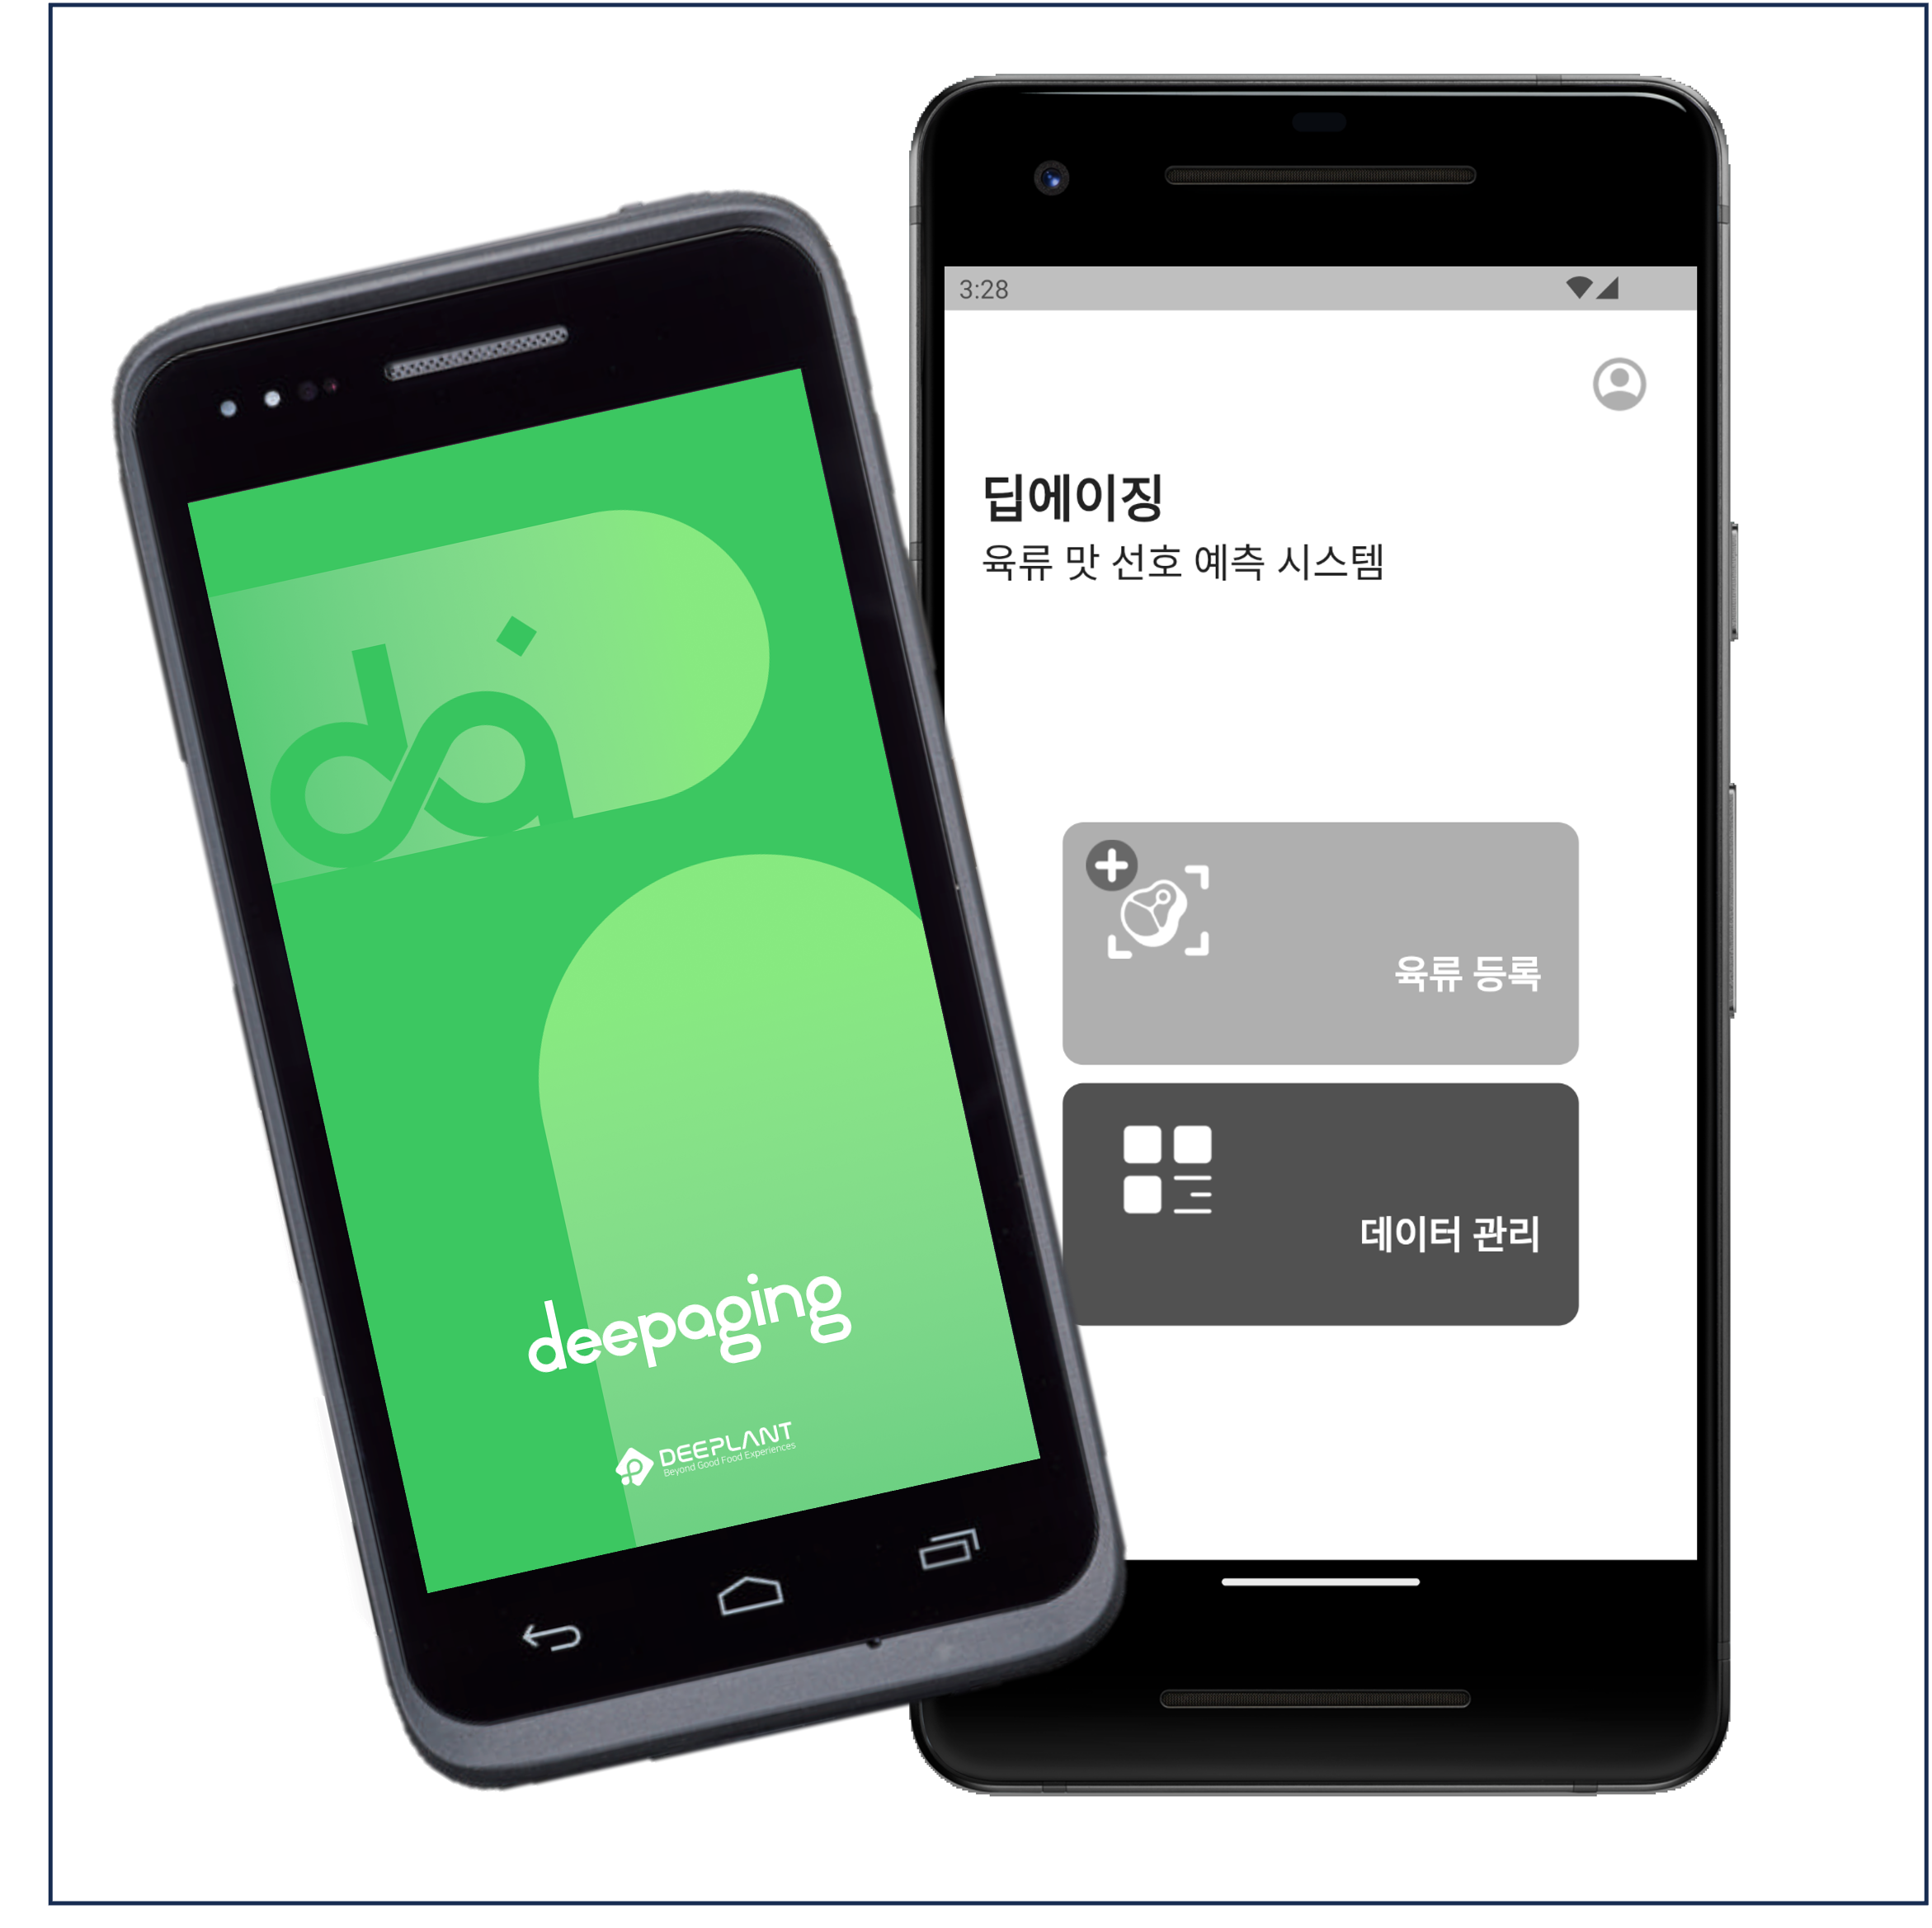 deepaging
DEEPLANT
Beyond Good Food Experiences
3:28
딥에이징
육류 맛 선호 예측 시스템
육류 등록
데이터 관리